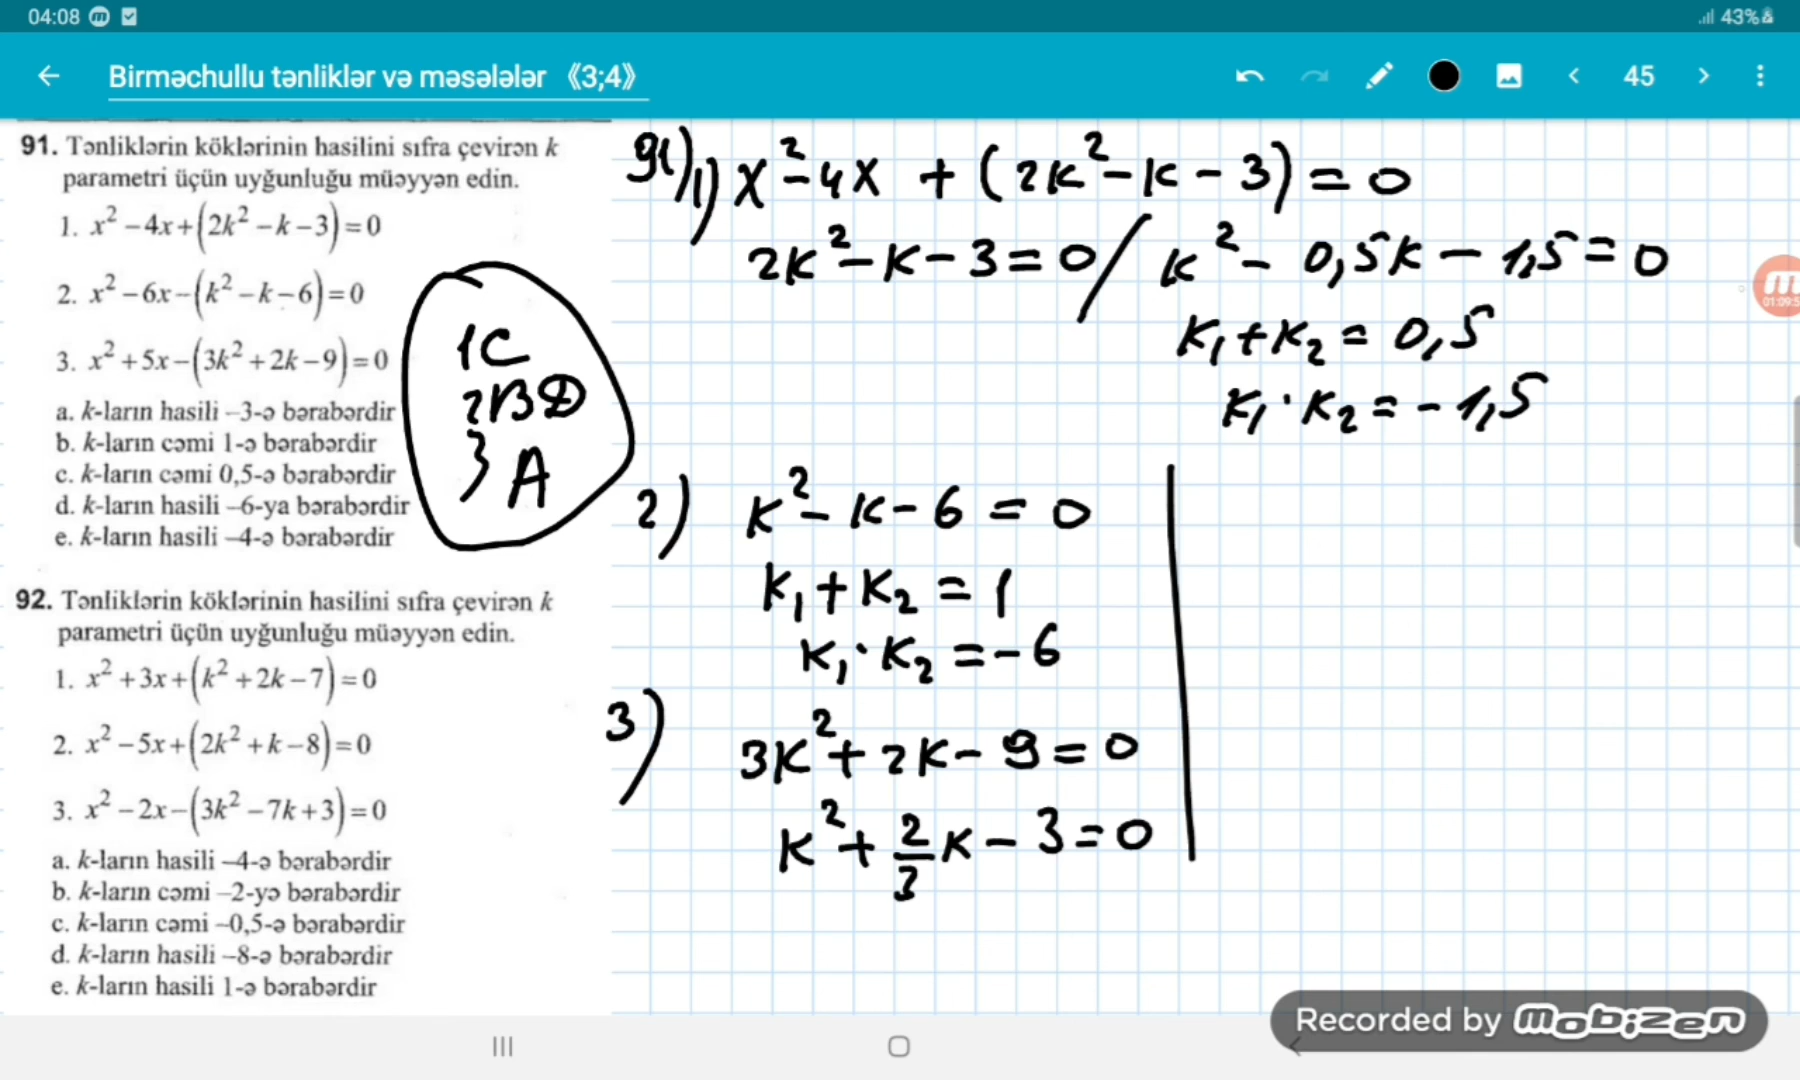 04:08
43%
Birməchullu tənliklər və məsələlər 《3;4》
45
91. Tənliklərin köklərinin hasilini sıfra çevirən k
parametri üçün uyğunluğu müəyyən edin.
1. x² – 4x + (2k² – k – 3) = 0
2. x² – 6x – (k² – k – 6) = 0
3. x² + 5x – (3k² + 2k – 9) = 0
a. k-ların hasili –3-ə bərabərdir
b. k-ların cəmi 1-ə bərabərdir
c. k-ların cəmi 0,5-ə bərabərdir
d. k-ların hasili –6-ya bərabərdir
e. k-ların hasili –4-ə bərabərdir
1C
2BD
3 A
92. Tənliklərin köklərinin hasilini sıfra çevirən k
parametri üçün uyğunluğu müəyyən edin.
1. x² + 3x + (k² + 2k – 7) = 0
2. x² – 5x + (2k² + k – 8) = 0
3. x² – 2x – (3k² – 7k + 3) = 0
a. k-ların hasili –4-ə bərabərdir
b. k-ların cəmi –2-yə bərabərdir
c. k-ların cəmi –0,5-ə bərabərdir
d. k-ların hasili –8-ə bərabərdir
e. k-ların hasili 1-ə bərabərdir
91) 1) x² – 4x + (2k² – k – 3) = 0
2k² – k – 3 = 0 / k² – 0,5k – 1,5 = 0
k₁ + k₂ = 0,5
k₁ · k₂ = – 1,5
2) k² – k – 6 = 0
k₁ + k₂ = 1
k₁ · k₂ = – 6
3) 3k² + 2k – 9 = 0
k² + 2/3 k – 3 = 0
01:09:5
Recorded by mobizen